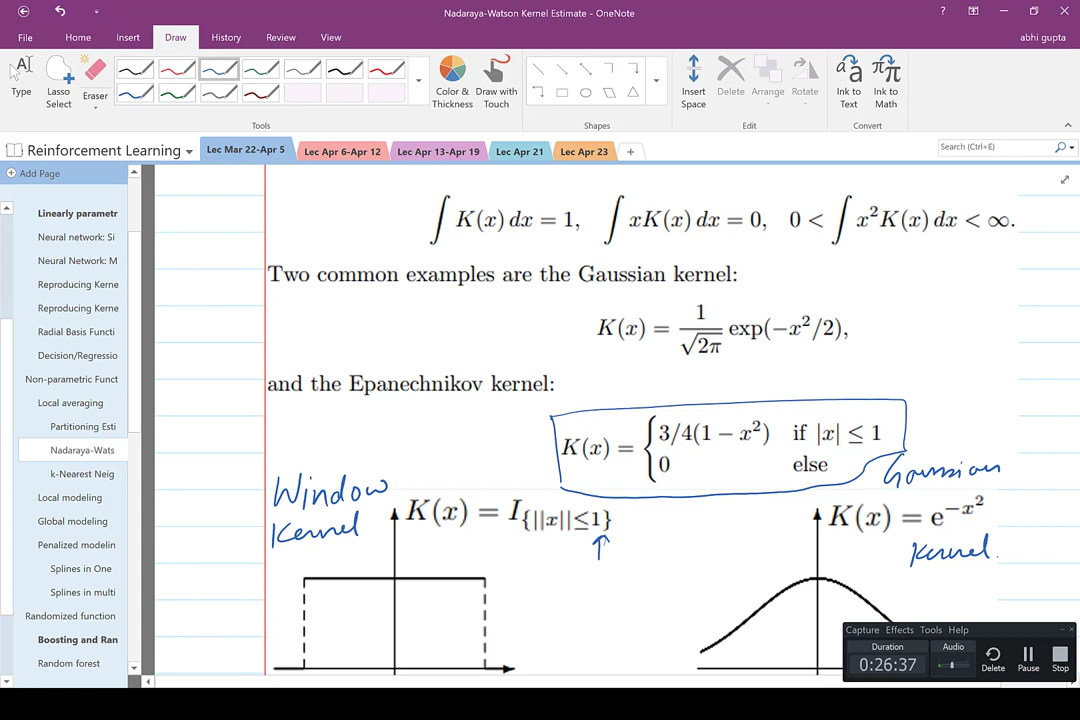 Nadaraya-Watson Kernel Estimate - OneNote
File Home Insert Draw History Review View abhi gupta
Type Lasso Select Eraser Color & Thickness Draw with Touch Insert Space Delete Arrange Rotate Ink to Text Ink to Math
Tools Shapes Edit Convert
Reinforcement Learning Lec Mar 22-Apr 5 Lec Apr 6-Apr 12 Lec Apr 13-Apr 19 Lec Apr 21 Lec Apr 23 Search (Ctrl+E)
Add Page
Linearly parametr
Neural network: Si
Neural Network: M
Reproducing Kerne
Reproducing Kerne
Radial Basis Functi
Decision/Regressio
Non-parametric Funct
Local averaging
Partitioning Esti
Nadaraya-Wats
k-Nearest Neig
Local modeling
Global modeling
Penalized modelin
Splines in One
Splines in multi
Randomized function
Boosting and Ran
Random forest
∫ K(x) dx = 1, ∫ xK(x) dx = 0, 0 < ∫ x² K(x) dx < ∞.
Two common examples are the Gaussian kernel:
K(x) = 1/√2π exp(−x²/2),
and the Epanechnikov kernel:
K(x) = { 3/4(1 − x²) if |x| ≤ 1
0 else
Window
Kernel
K(x) = I{||x||≤1}
Gaussian
K(x) = e^−x²
Kernel.
Capture Effects Tools Help
Duration Audio
0:26:37 Delete Pause Stop